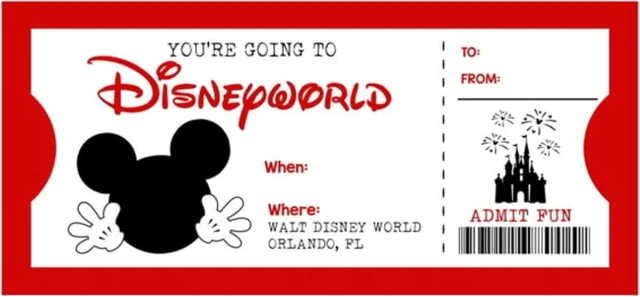 YOU'RE GOING TO
DISNEYWORLD
When:
Where:
WALT DISNEY WORLD
ORLANDO, FL
TO:
FROM:
ADMIT FUN